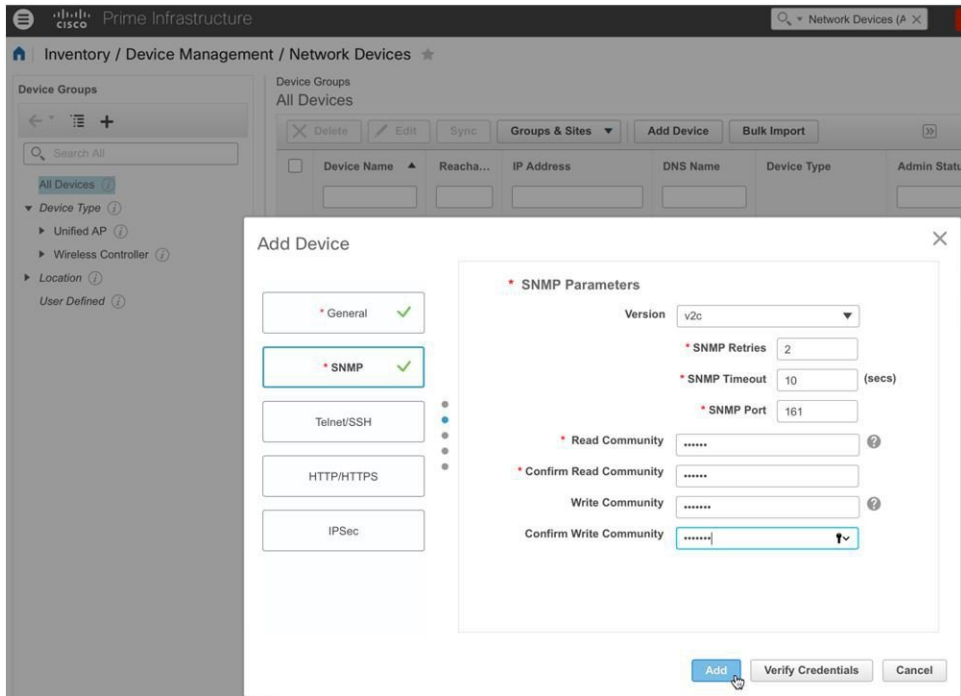 cisco Prime Infrastructure
Network Devices (A
Inventory / Device Management / Network Devices
Device Groups
Search All
All Devices
Device Type
Unified AP
Wireless Controller
Location
User Defined
Device Groups
All Devices
Delete Edit Sync Groups & Sites Add Device Bulk Import
Device Name Reacha... IP Address DNS Name Device Type Admin Statu
Add Device
* General
* SNMP
Telnet/SSH
HTTP/HTTPS
IPSec
* SNMP Parameters
Version v2c
* SNMP Retries 2
* SNMP Timeout 10 (secs)
* SNMP Port 161
* Read Community ••••••
* Confirm Read Community ••••••
Write Community •••••••
Confirm Write Community •••••••
Add Verify Credentials Cancel